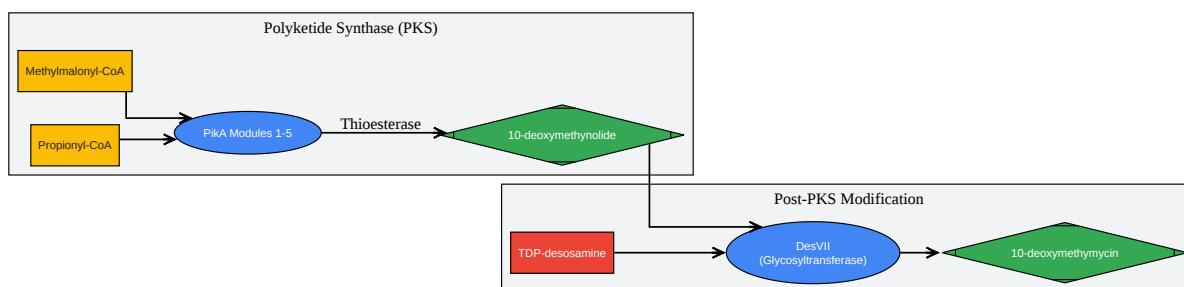 Polyketide Synthase (PKS)
Methylmalonyl-CoA
Propionyl-CoA
PikA Modules 1-5
Thioesterase
10-deoxymethynolide
Post-PKS Modification
TDP-desosamine
DesVII
(Glycosyltransferase)
10-deoxymethymycin